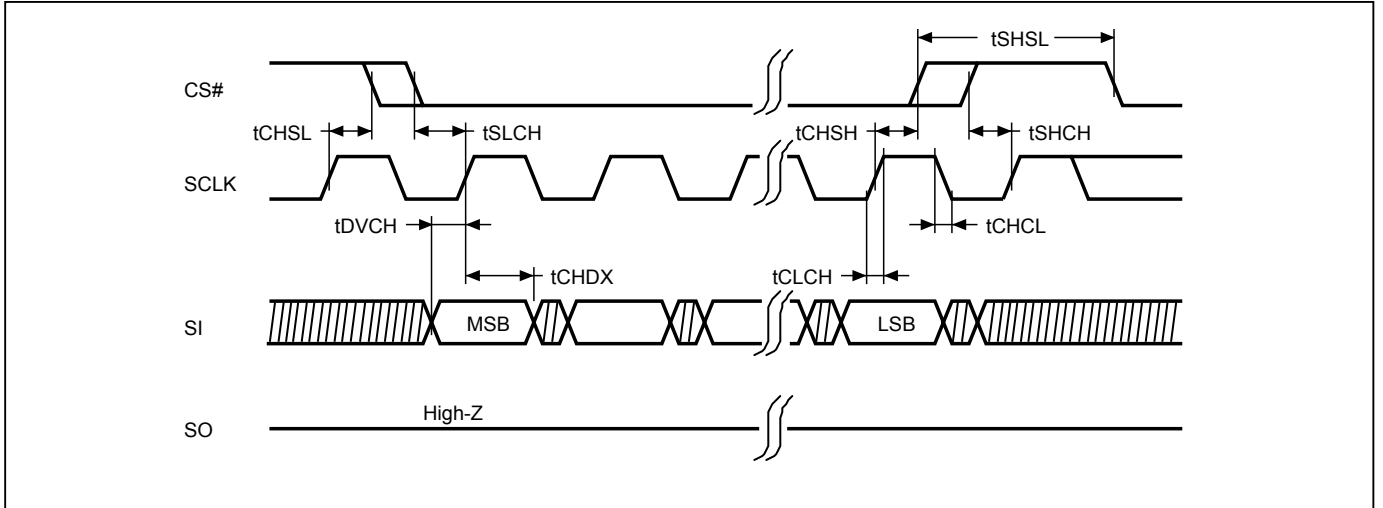 tSHSL
CS#
tCHSL
tSLCH
tCHSH
tSHCH
SCLK
tDVCH
tCHCL
tCHDX
tCLCH
SI
MSB
LSB
High-Z
SO